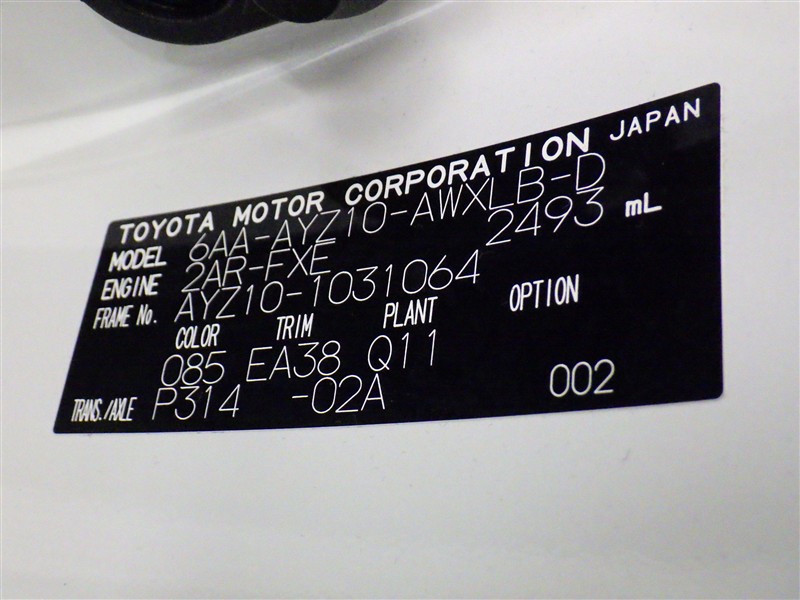 TOYOTA MOTOR CORPORATION JAPAN
MODEL 6AA-AYZ10-AWXLB-D
ENGINE 2AR-FXE 2493 mL
FRAME No. AYZ10-1031064
COLOR TRIM PLANT OPTION
085 EA38 Q11
TRANS./AXLE P314 -02A 002